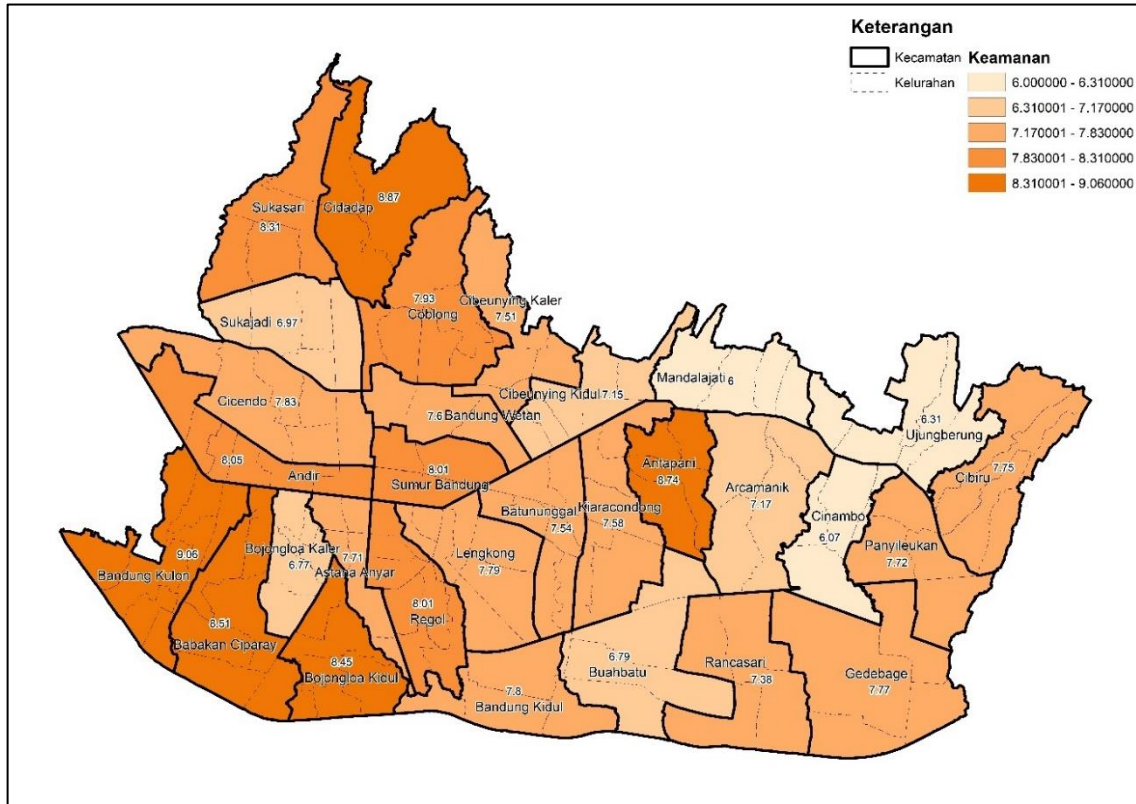 Keterangan
Kecamatan
Kelurahan
Keamanan
6.000000 - 6.310000
6.310001 - 7.170000
7.170001 - 7.830000
7.830001 - 8.310000
8.310001 - 9.060000
Sukasari
8.31
8.87
Cidadap
7.93
Coblong
Cibeunying Kaler
7.51
Sukajadi 6.97
Cicendo 7.83
7.6
Bandung Wetan
Cibeunying Kidul
7.15
Mandalajati 6
6.31
Ujungberung
7.75
Cibiru
8.05
Andir
8.01
Sumur Bandung
Batununggal
7.54
Kiaracondong
7.58
Antapani
8.74
Arcamanik
7.17
Cinambo
6.07
Panyileukan
7.72
9.06
Bandung Kulon
Bojongloa Kaler
6.77
7.71
Astana Anyar
Lengkong
7.79
8.51
Babakan Ciparay
8.45
Bojongloa Kidul
8.01
Regol
7.8
Bandung Kidul
6.79
Buahbatu
Rancasari
7.38
Gedebage
7.77